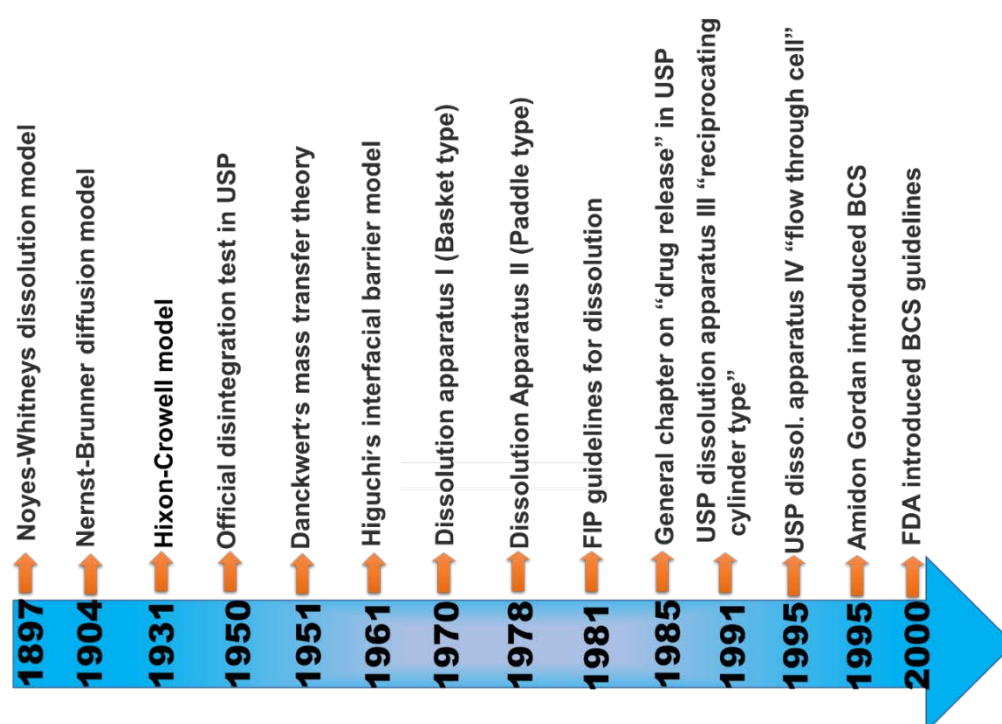 1897 Noyes-Whitneys dissolution model
1904 Nernst-Brunner diffusion model
1931 Hixon-Crowell model
1950 Official disintegration test in USP
1951 Danckwert's mass transfer theory
1961 Higuchi's interfacial barrier model
1970 Dissolution apparatus I (Basket type)
1978 Dissolution Apparatus II (Paddle type)
1981 FIP guidelines for dissolution
1985 General chapter on “drug release” in USP
1991 USP dissolution apparatus III “reciprocating
cylinder type”
1995 USP dissol. apparatus IV “flow through cell”
1995 Amidon Gordan introduced BCS
2000 FDA introduced BCS guidelines